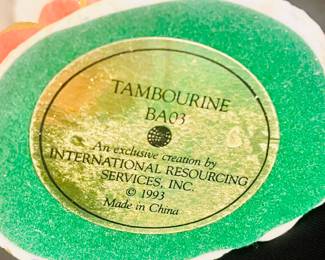 TAMBOURINE
BA03
An exclusive creation by
INTERNATIONAL RESOURCING
SERVICES, INC.
© 1993
Made in China